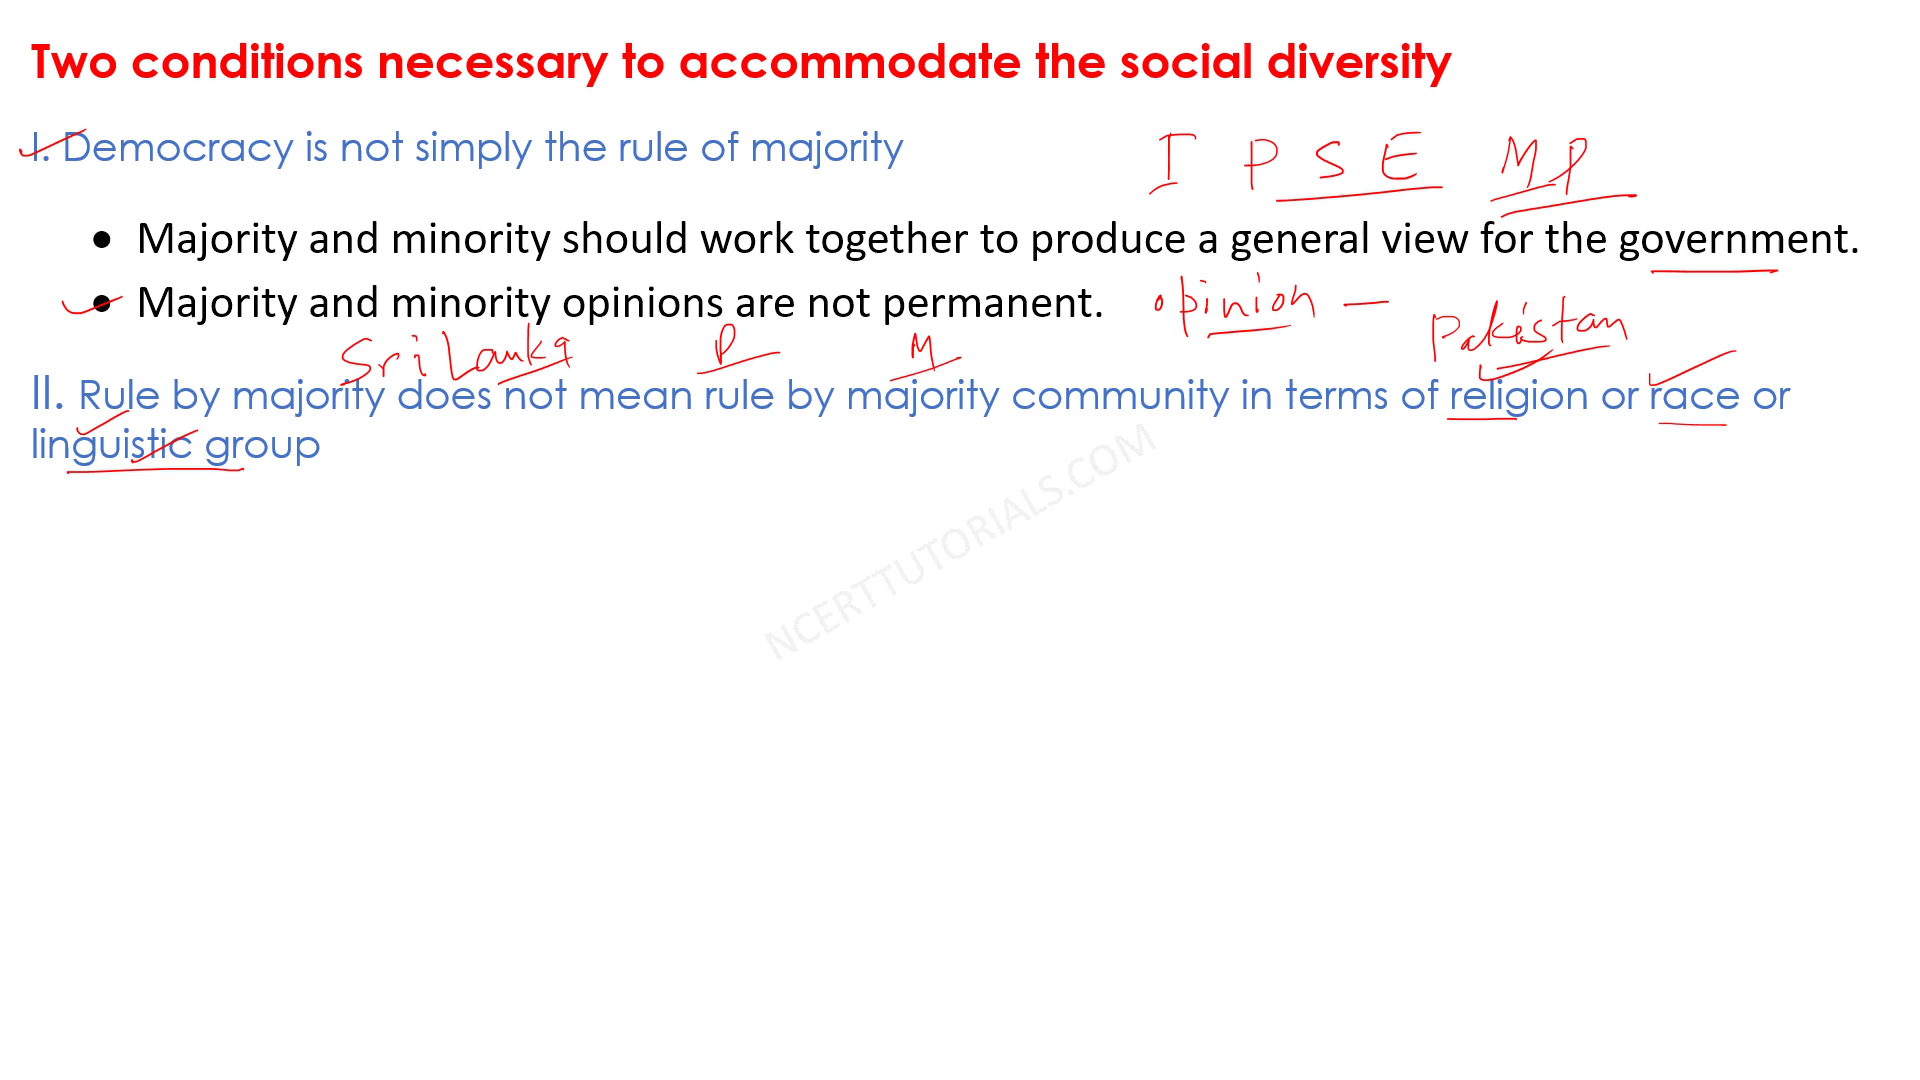 Two conditions necessary to accommodate the social diversity
I. Democracy is not simply the rule of majority
I P S E MP
• Majority and minority should work together to produce a general view for the government.
• Majority and minority opinions are not permanent.
opinion —
Pakistan
Sri Lanka P M
II. Rule by majority does not mean rule by majority community in terms of religion or race or
linguistic group
NCERTTUTORIALS.COM